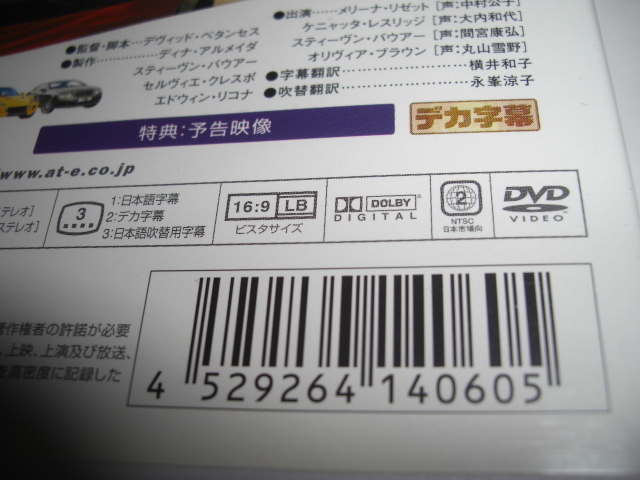 ●監督・脚本…デヴィッド・ベタンセス
●製作………ディナ・アルメイダ
スティーヴン・バウアー
セルヴィエ・クレスポ
エドウィン・リコナ
●出演……メリーナ・リゼット[声:中村公子]
ケニャッタ・レスリッジ[声:大内和代]
スティーヴン・バウアー[声:間宮康弘]
オリヴィア・ブラウン[声:丸山雪野]
●字幕翻訳…………横井和子
●吹替翻訳…………永峯涼子
特典:予告映像
デカ字幕
www.at-e.co.jp
ステレオ]
ステレオ]
3
1:日本語字幕
2:デカ字幕
3:日本語吹替用字幕
16:9 LB
ビスタサイズ
DOLBY
DIGITAL
2
NTSC
日本市場向
DVD
VIDEO
著作権者の許諾が必要
、上映、上演及び放送、
を高密度に記録した
4 529264 140605